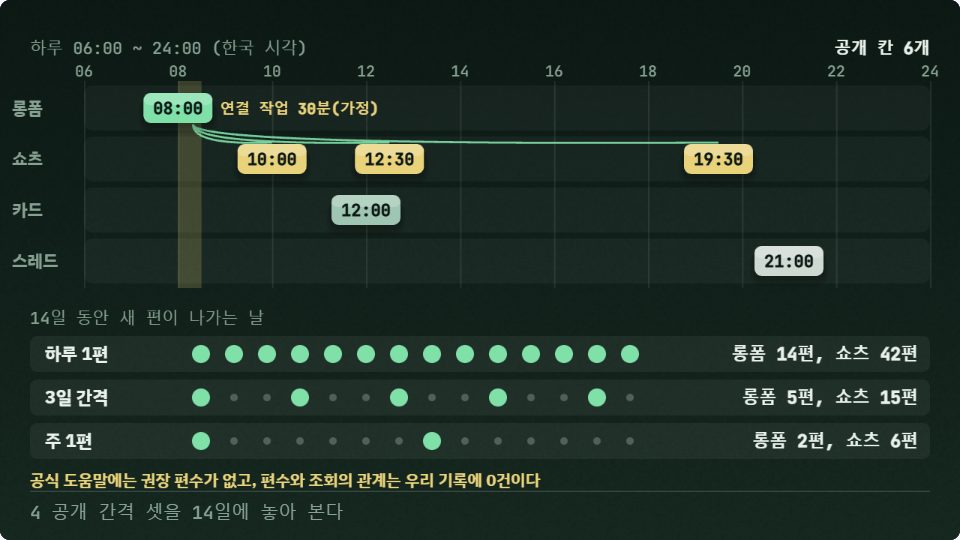 하루 06:00 ~ 24:00 (한국 시각)
공개 칸 6개
06 08 10 12 14 16 18 20 22 24
롱폼
08:00 연결 작업 30분(가정)
쇼츠
10:00 12:30 19:30
카드
12:00
스레드
21:00
14일 동안 새 편이 나가는 날
하루 1편 롱폼 14편, 쇼츠 42편
3일 간격 롱폼 5편, 쇼츠 15편
주 1편 롱폼 2편, 쇼츠 6편
공식 도움말에는 권장 편수가 없고, 편수와 조회의 관계는 우리 기록에 0건이다
4 공개 간격 셋을 14일에 놓아 본다